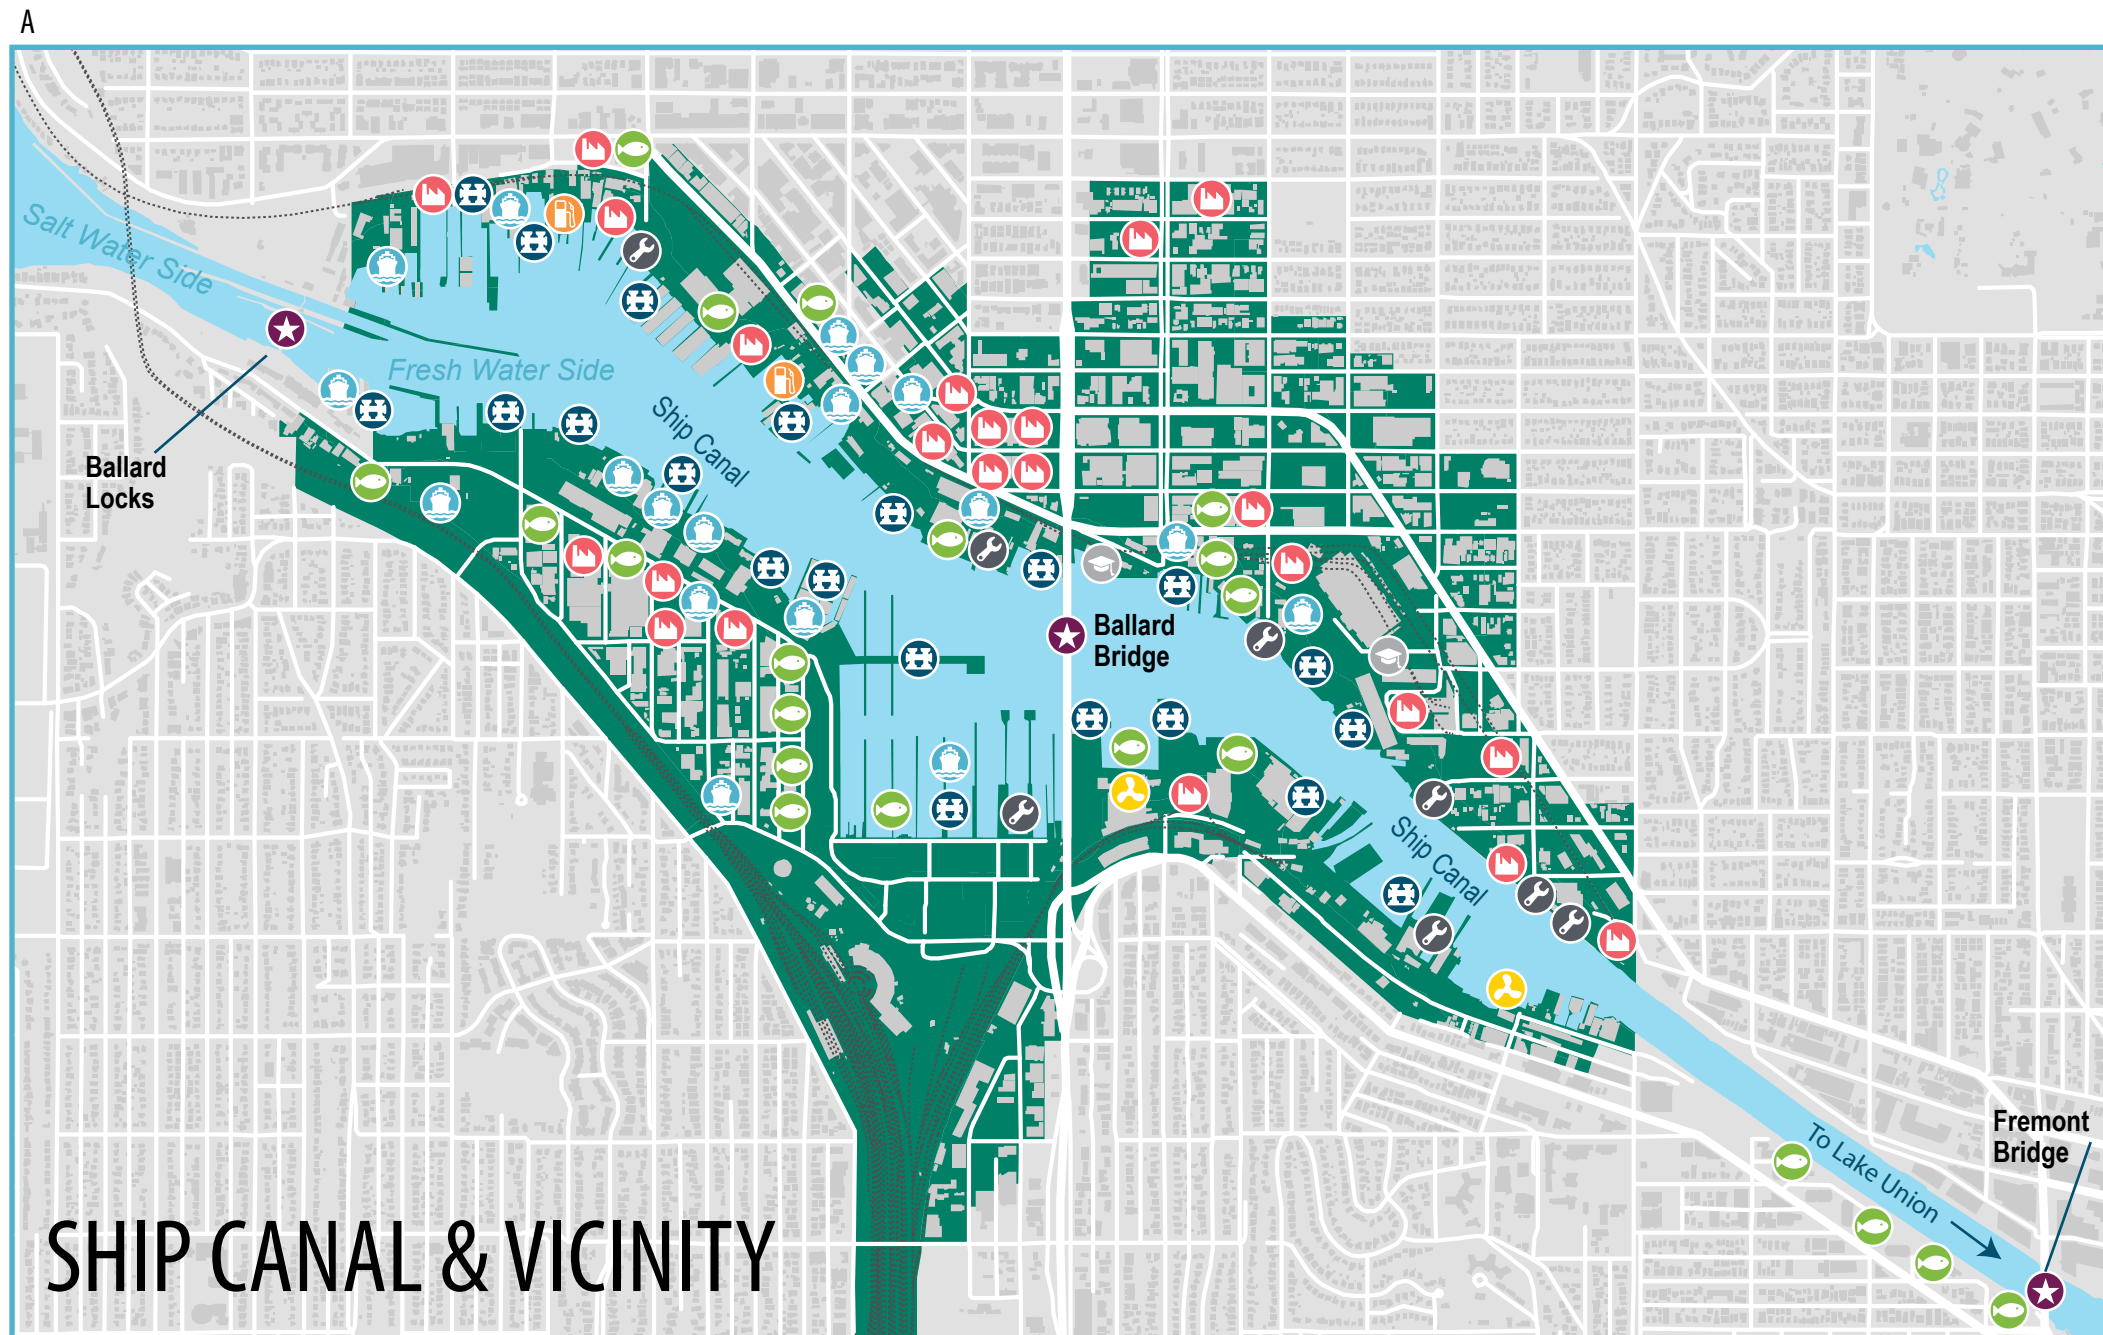 A
Salt Water Side
Fresh Water Side
Ship Canal
Ballard
Locks
Ballard
Bridge
Ship Canal
Fremont
Bridge
To Lake Union
SHIP CANAL & VICINITY